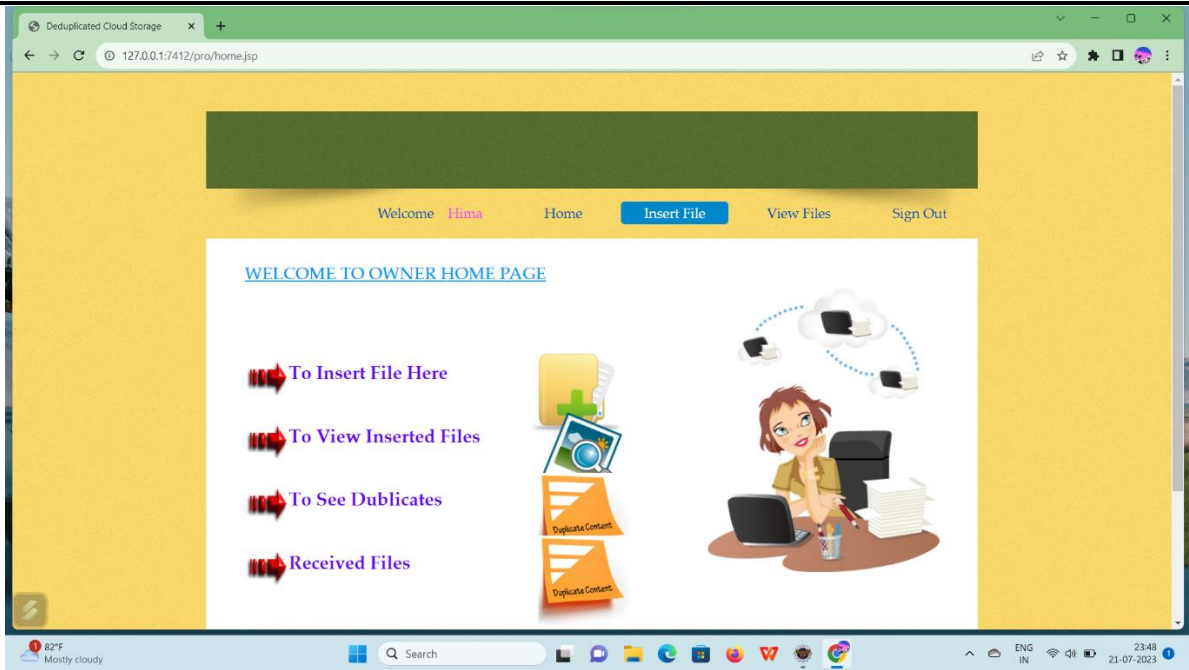 Deduplicated Cloud Storage
127.0.0.1:7412/pro/home.jsp
Welcome Hima Home Insert File View Files Sign Out
WELCOME TO OWNER HOME PAGE
To Insert File Here
To View Inserted Files
To See Dublicates
Duplicate Content
Received Files
Duplicate Content
1
82°F
Mostly cloudy
Search
ENG
IN
23:48
21-07-2023
1